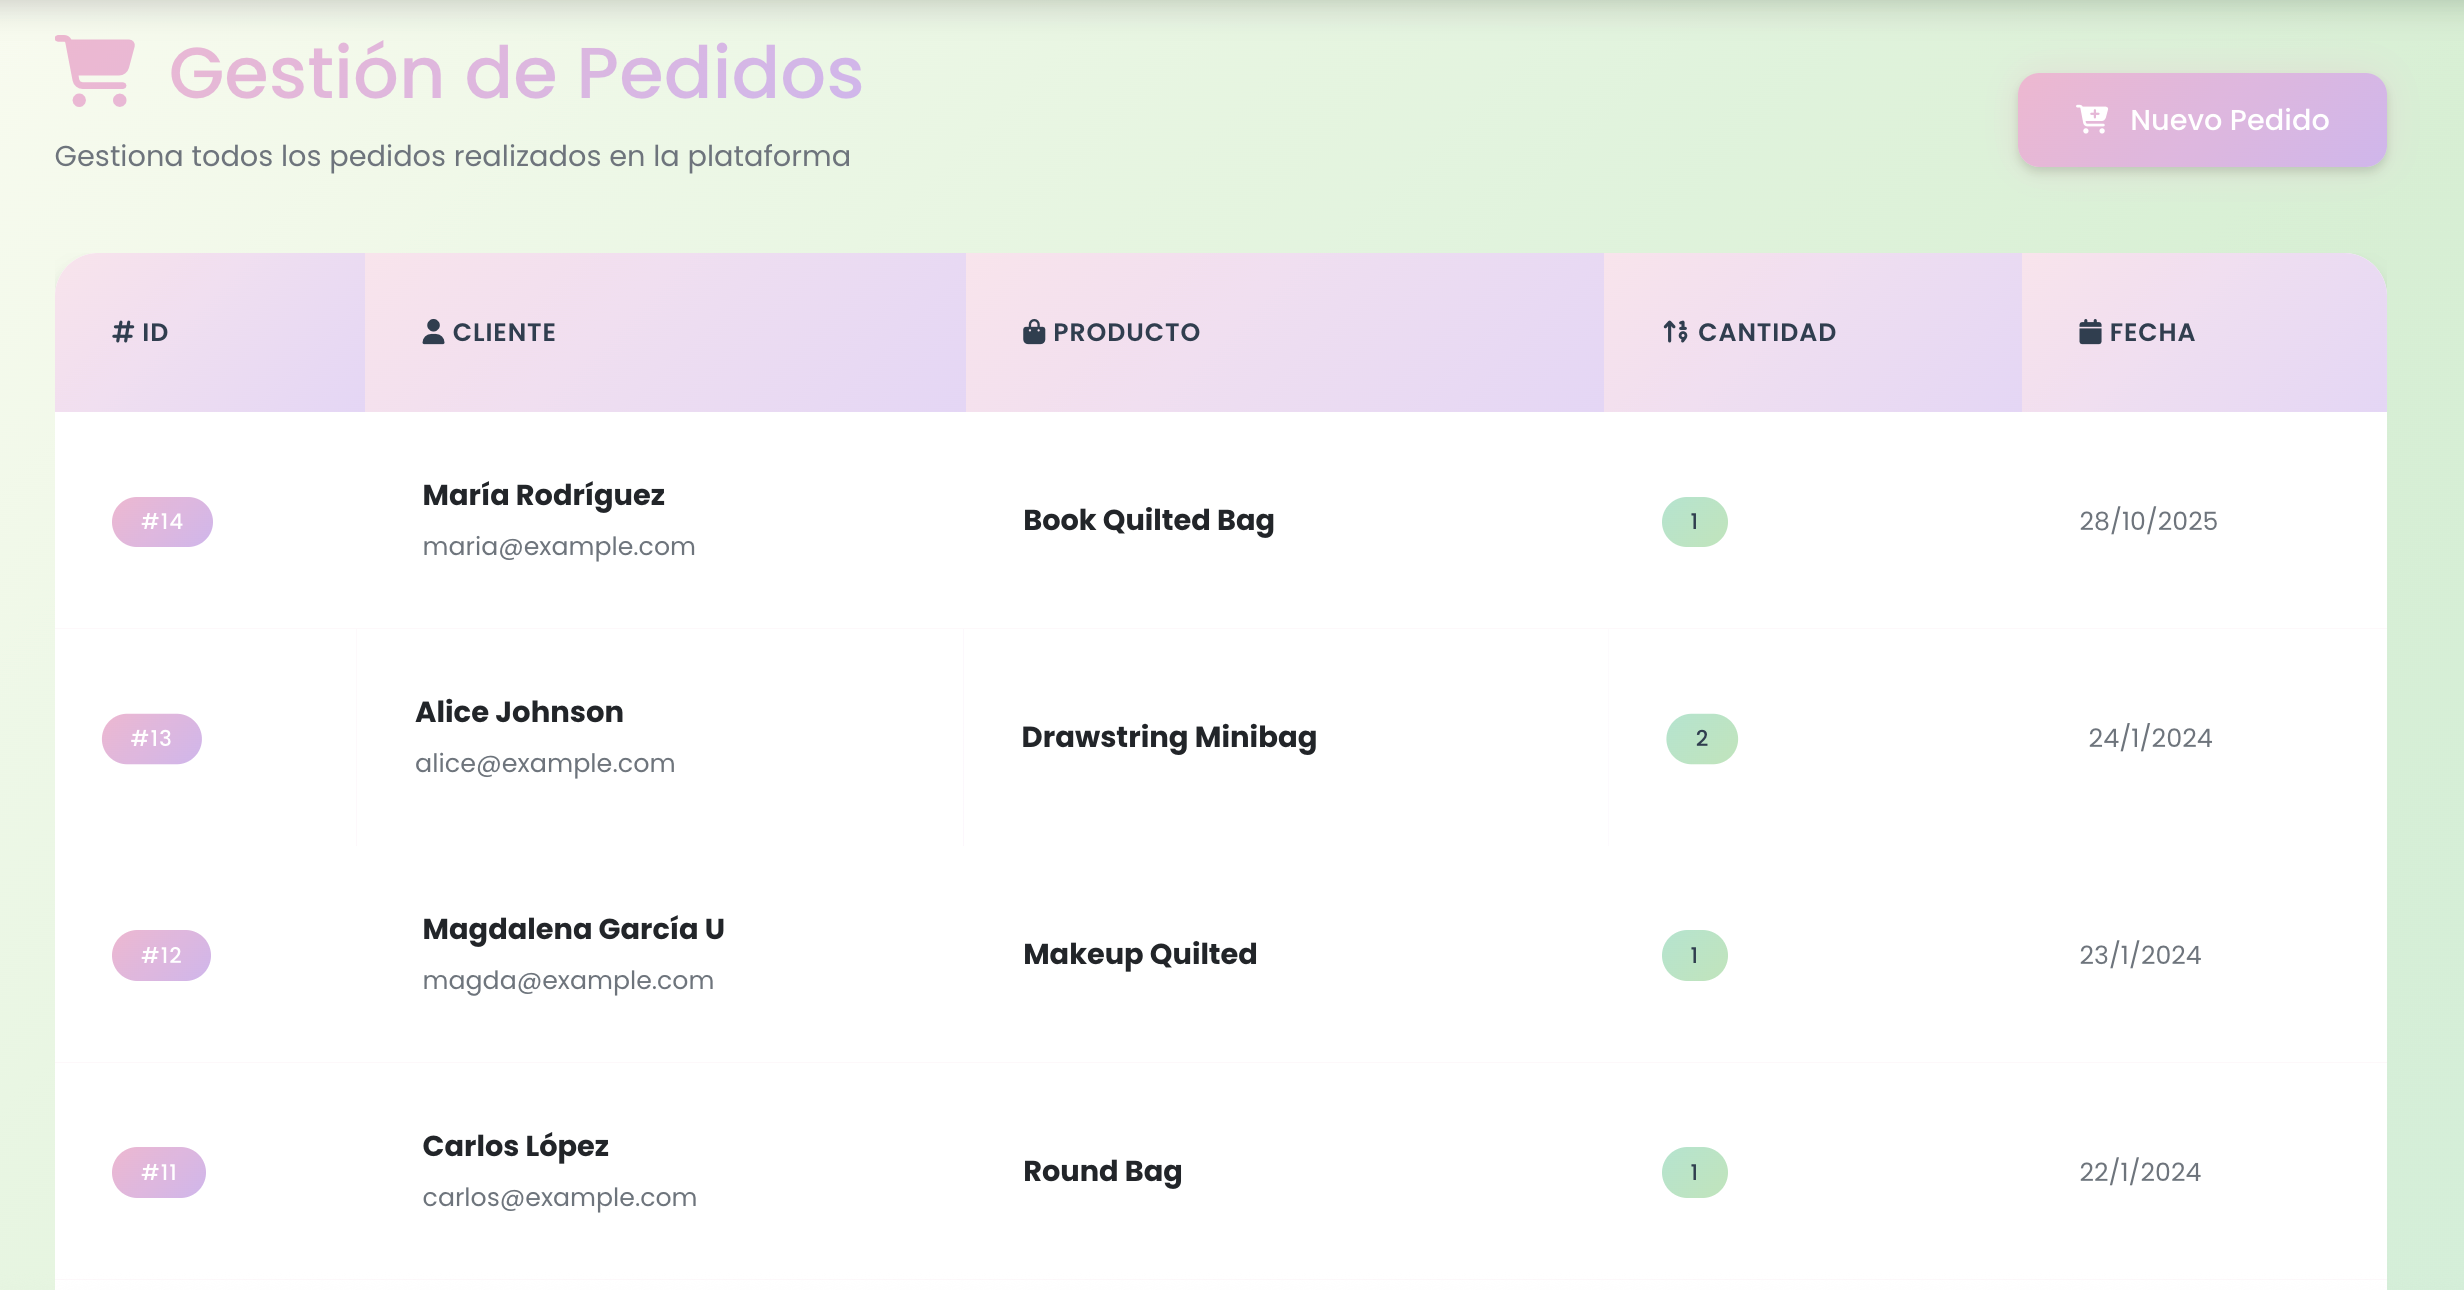 Gestión de Pedidos
Gestiona todos los pedidos realizados en la plataforma
Nuevo Pedido
# ID CLIENTE PRODUCTO CANTIDAD FECHA
#14 María Rodríguez Book Quilted Bag 1 28/10/2025
maria@example.com
#13 Alice Johnson Drawstring Minibag 2 24/1/2024
alice@example.com
#12 Magdalena García U Makeup Quilted 1 23/1/2024
magda@example.com
#11 Carlos López Round Bag 1 22/1/2024
carlos@example.com